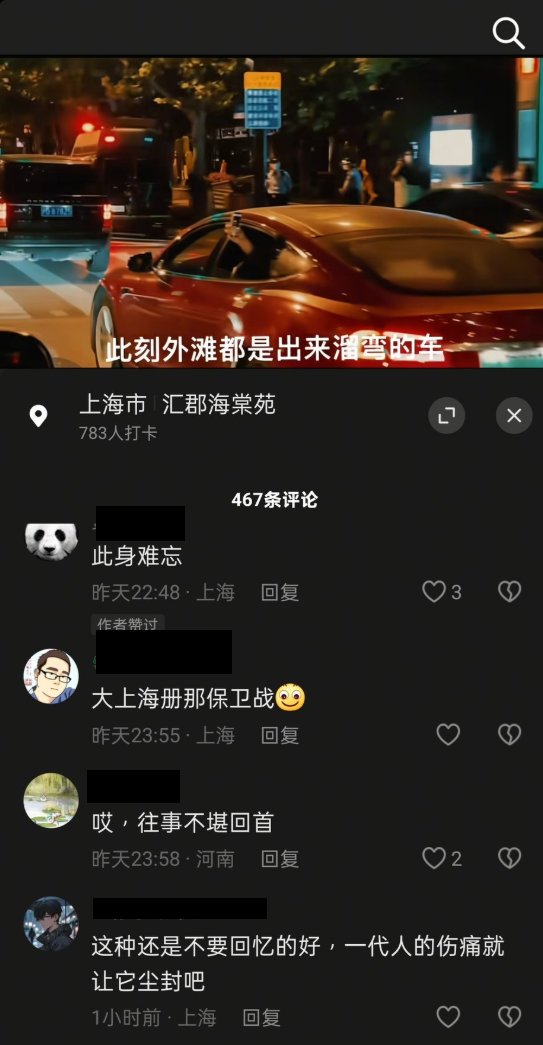 此刻外滩都是出来溜弯的车
上海市 汇郡海棠苑
783人打卡
467条评论
此身难忘
昨天22:48 · 上海 回复 3
作者赞过
大上海册那保卫战
昨天23:55 · 上海 回复
哎，往事不堪回首
昨天23:58 · 河南 回复 2
这种还是不要回忆的好，一代人的伤痛就
让它尘封吧
1小时前 · 上海 回复